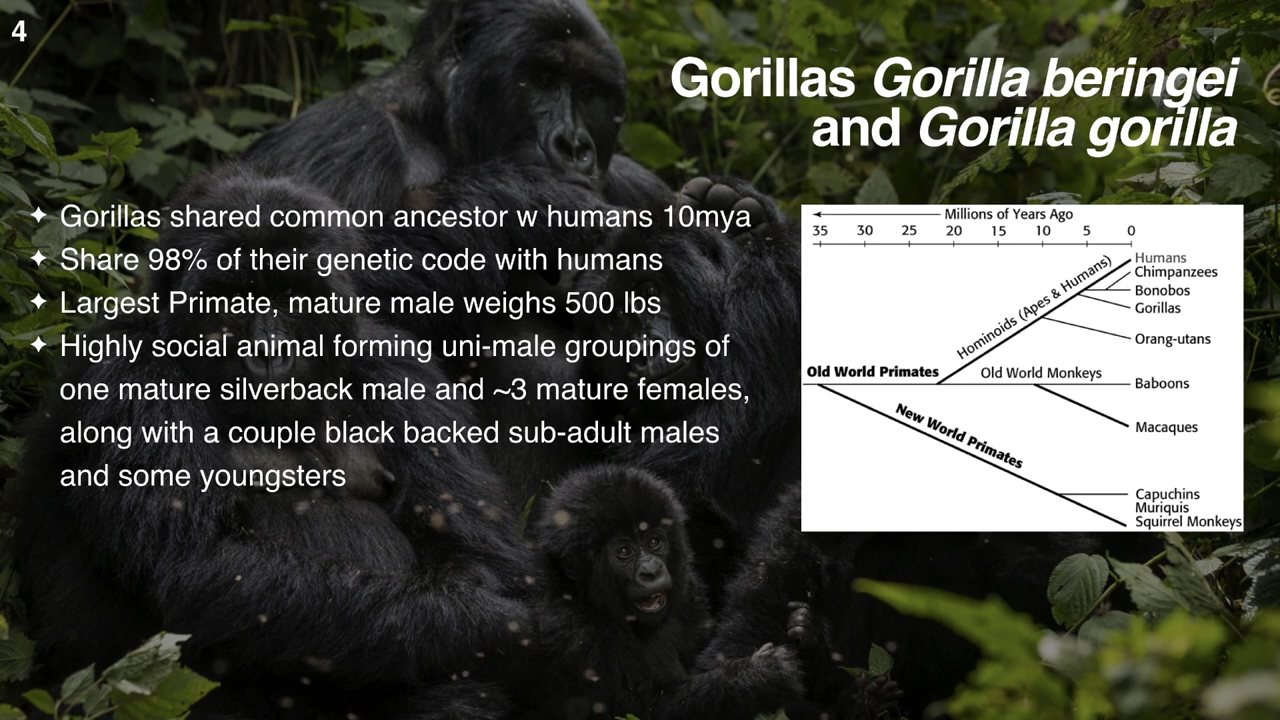 4
Gorillas Gorilla beringei
and Gorilla gorilla
✦ Gorillas shared common ancestor w humans 10mya
✦ Share 98% of their genetic code with humans
✦ Largest Primate, mature male weighs 500 lbs
✦ Highly social animal forming uni-male groupings of
one mature silverback male and ~3 mature females,
along with a couple black backed sub-adult males
and some youngsters
Millions of Years Ago
35 30 25 20 15 10 5 0
Humans
Chimpanzees
Bonobos
Gorillas
Orang-utans
Hominoids (Apes & Humans)
Old World Primates
Old World Monkeys
Baboons
Macaques
New World Primates
Capuchins
Muriquis
Squirrel Monkeys